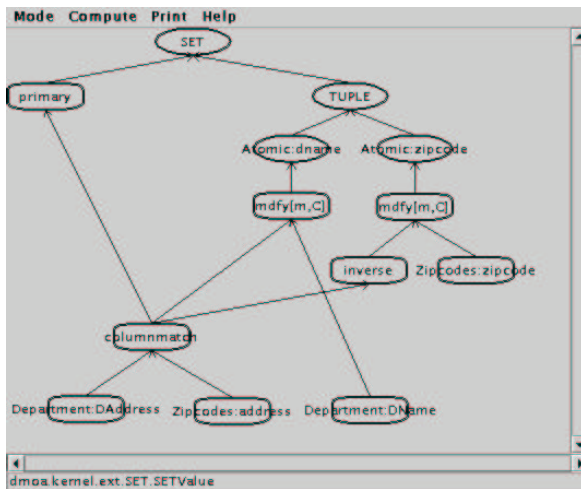 Mode Compute Print Help
SET
primary
TUPLE
Atomic:dname
Atomic:zipcode
mdfy[m,C]
mdfy[m,C]
inverse
Zipcodes:zipcode
columnmatch
Department:DAddress
Zipcodes:address
Department:DName
dmpa.kernel.ext.SET.SETValue